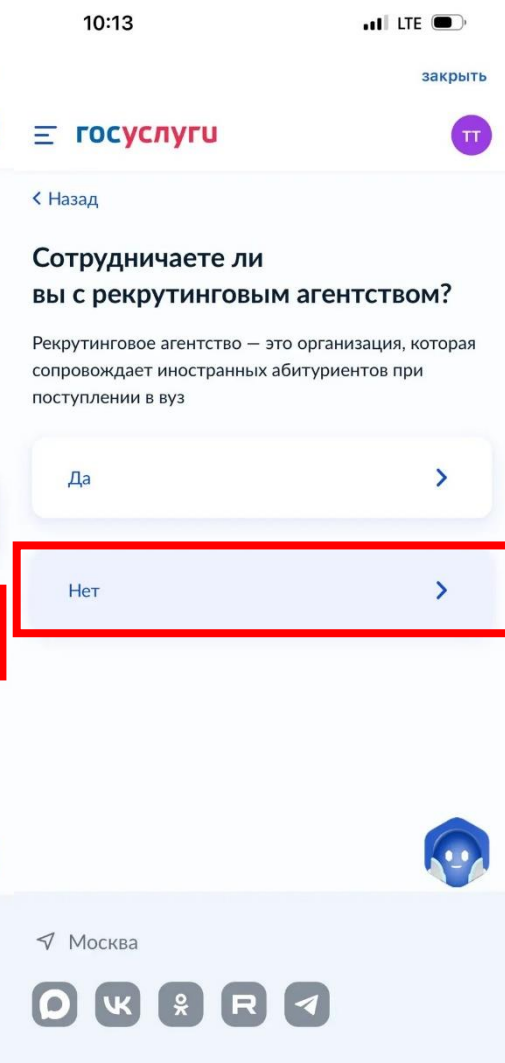 10:13 LTE
закрыть
госуслуги ТТ
Назад
Сотрудничаете ли
вы с рекрутинговым агентством?
Рекрутинговое агентство — это организация, которая
сопровождает иностранных абитуриентов при
поступлении в вуз
Да
Нет
Москва